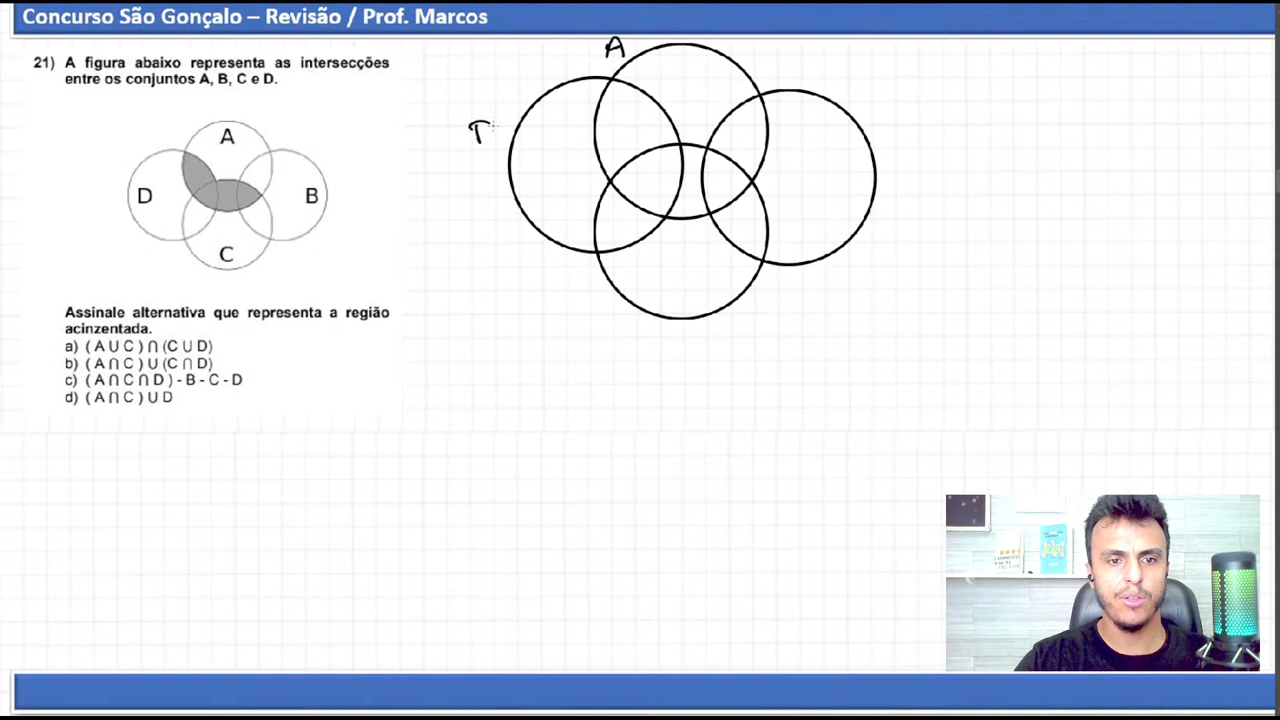 Concurso São Gonçalo – Revisão / Prof. Marcos
21) A figura abaixo representa as intersecções
entre os conjuntos A, B, C e D.
A
D
B
C
Assinale alternativa que representa a região
acinzentada.
a) ( A U C ) ∩ (C U D)
b) ( A ∩ C ) U (C ∩ D)
c) ( A ∩ C ∩ D ) - B - C - D
d) ( A ∩ C ) U D
A